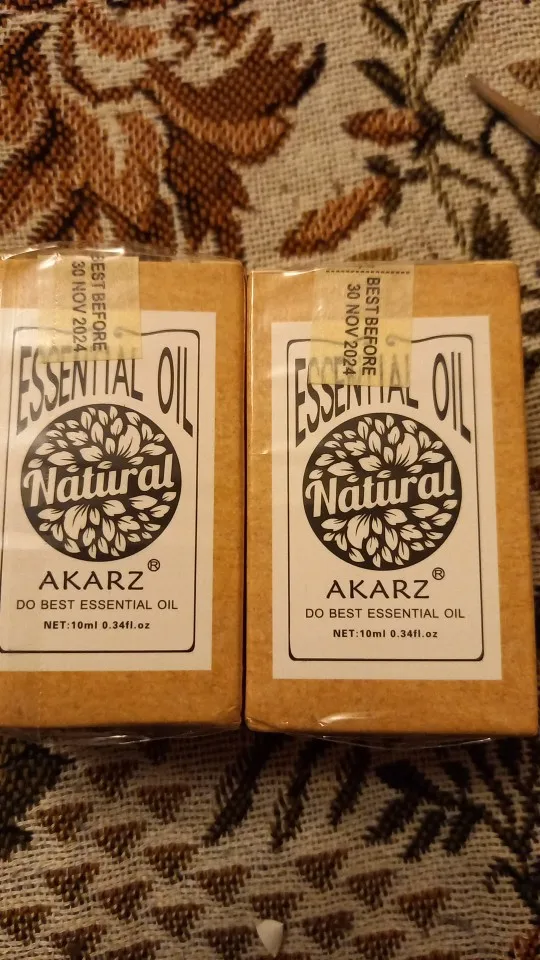 BEST BEFORE
30 NOV 2024
ESSENTIAL OIL
Natural
AKARZ®
DO BEST ESSENTIAL OIL
NET:10ml 0.34fl.oz
BEST BEFORE
30 NOV 2024
ESSENTIAL OIL
Natural
AKARZ®
DO BEST ESSENTIAL OIL
NET:10ml 0.34fl.oz